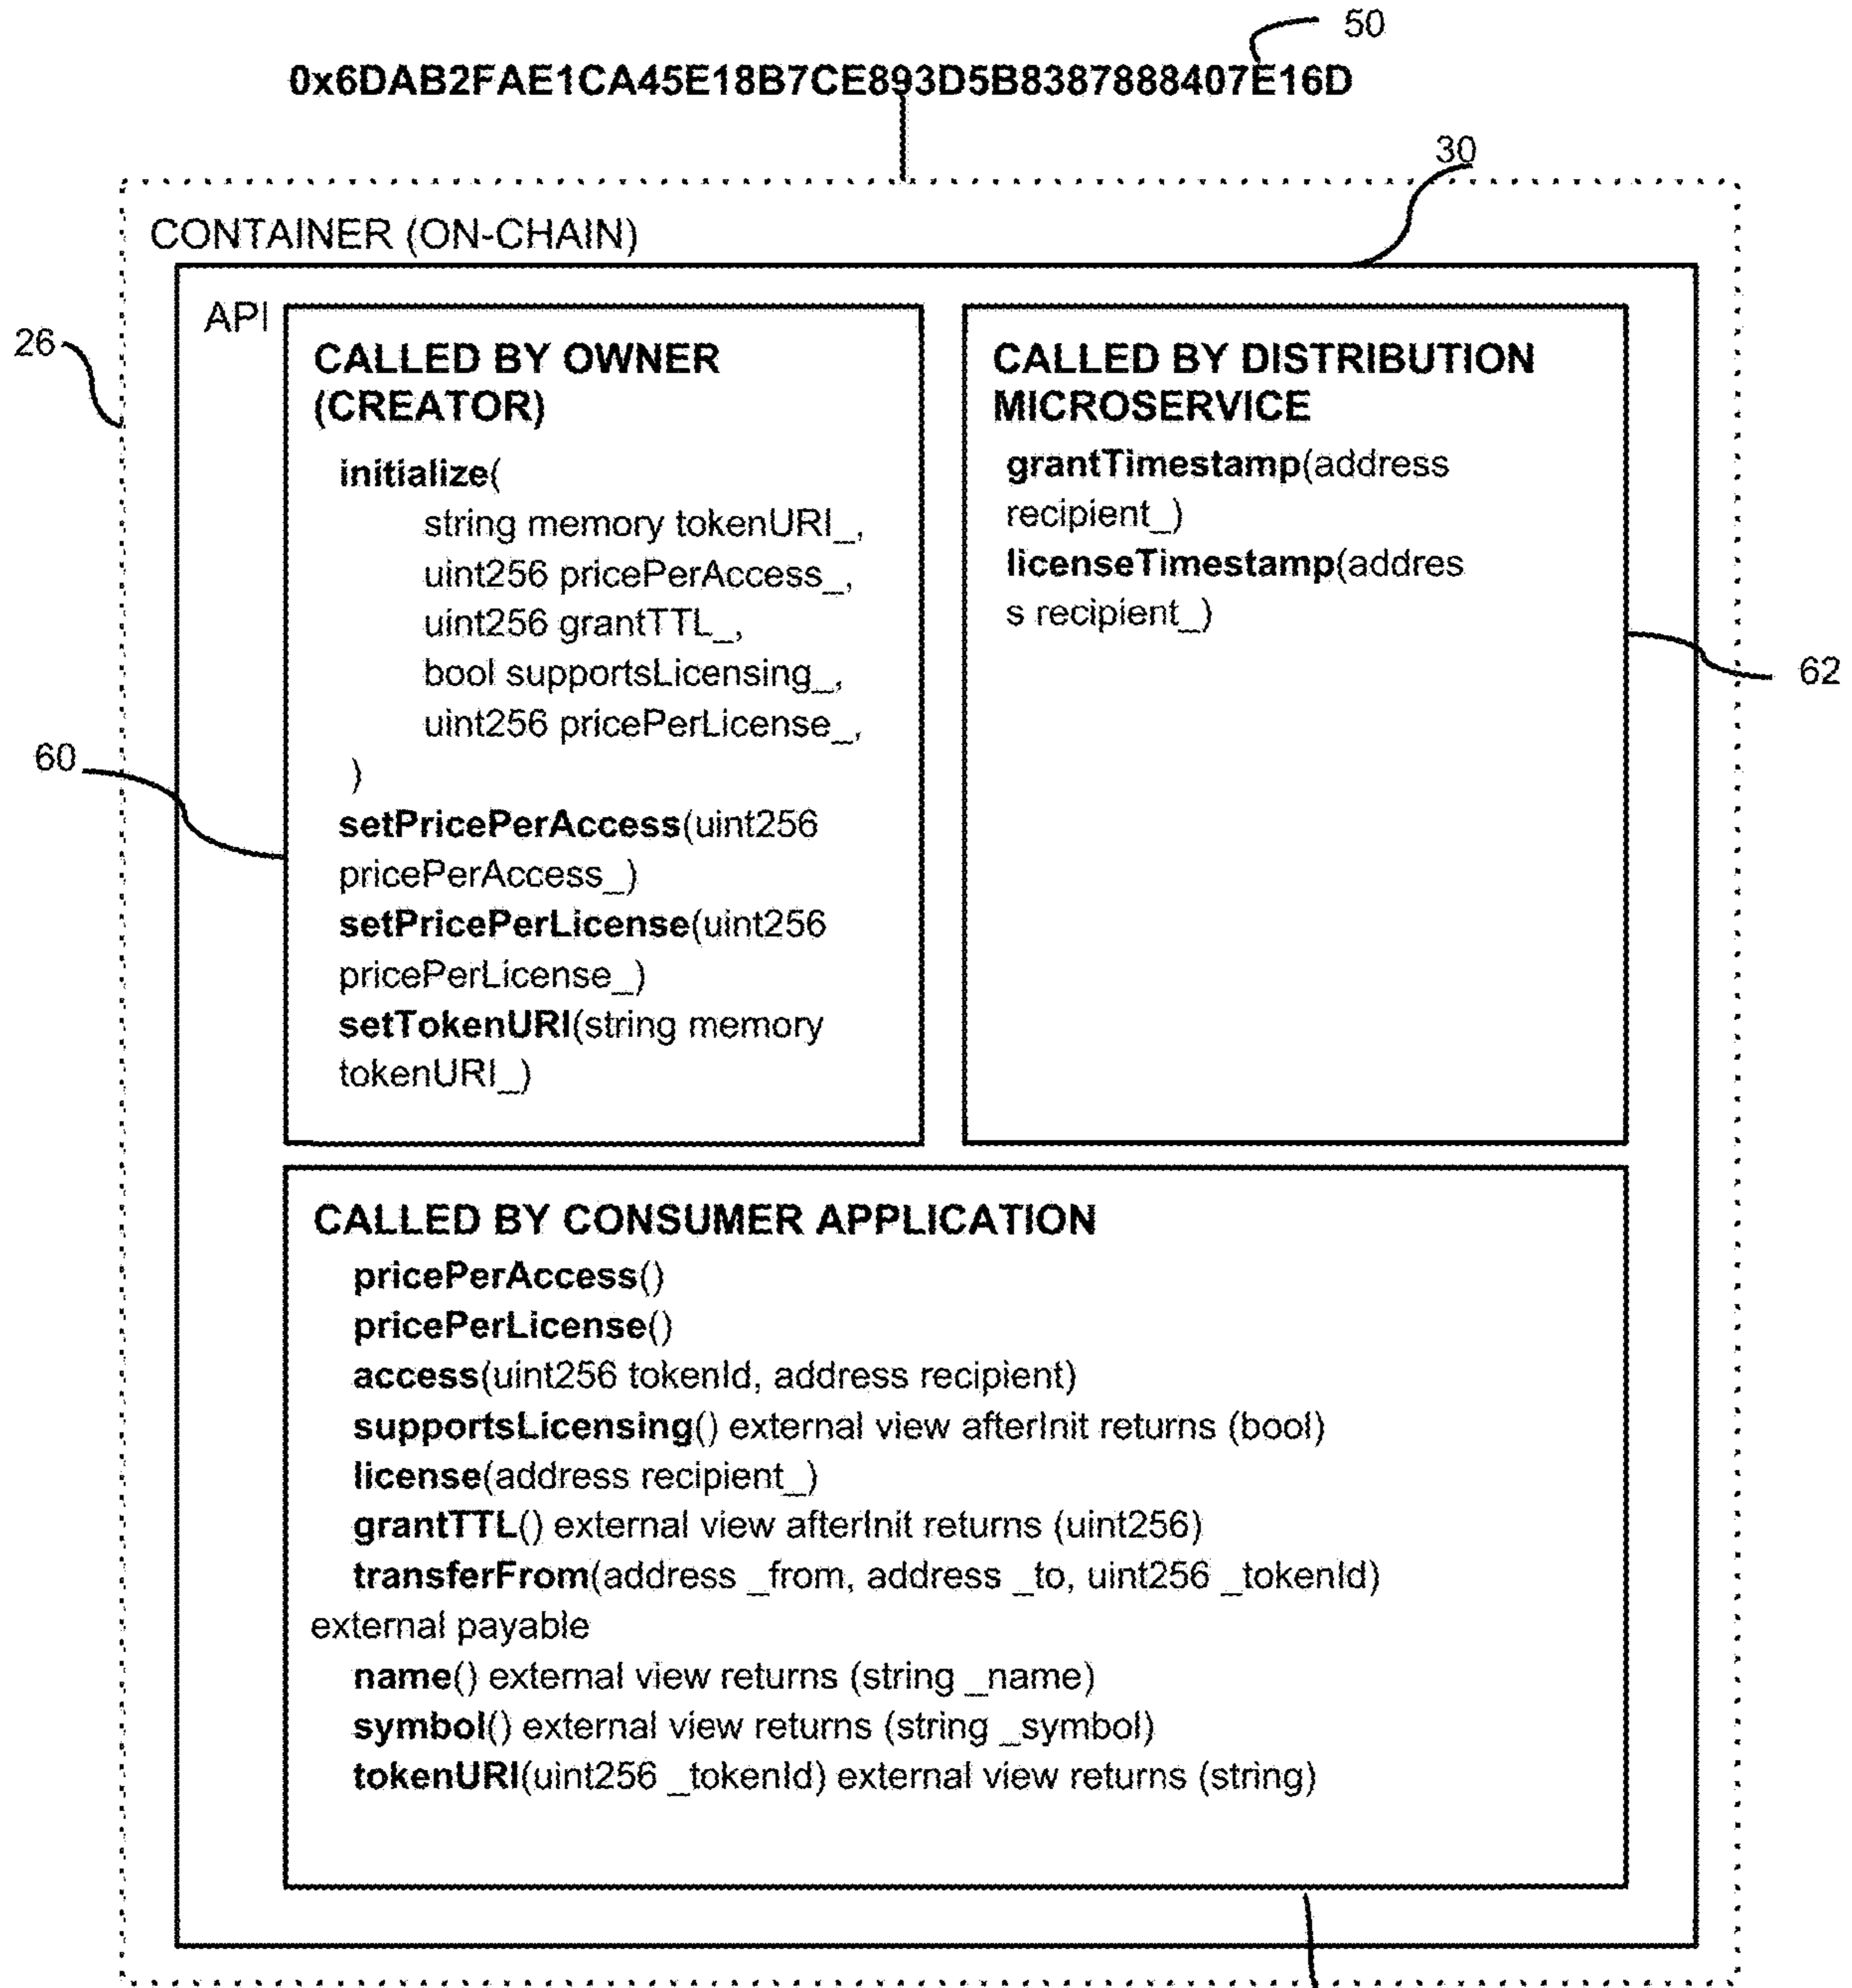 50
0x6DAB2FAE1CA45E18B7CE893D5B8387888407E16D
30
CONTAINER (ON-CHAIN)
API
26
CALLED BY OWNER
(CREATOR)
initialize(
string memory tokenURI_,
uint256 pricePerAccess_,
uint256 grantTTL_,
bool supportsLicensing_,
uint256 pricePerLicense_,
)
60
setPricePerAccess(uint256
pricePerAccess_)
setPricePerLicense(uint256
pricePerLicense_)
setTokenURI(string memory
tokenURI_)
CALLED BY DISTRIBUTION
MICROSERVICE
grantTimestamp(address
recipient_)
licenseTimestamp(addres
s recipient_)
62
CALLED BY CONSUMER APPLICATION
pricePerAccess()
pricePerLicense()
access(uint256 tokenId, address recipient)
supportsLicensing() external view afterInit returns (bool)
license(address recipient_)
grantTTL() external view afterInit returns (uint256)
transferFrom(address _from, address _to, uint256 _tokenId)
external payable
name() external view returns (string _name)
symbol() external view returns (string _symbol)
tokenURI(uint256 _tokenId) external view returns (string)